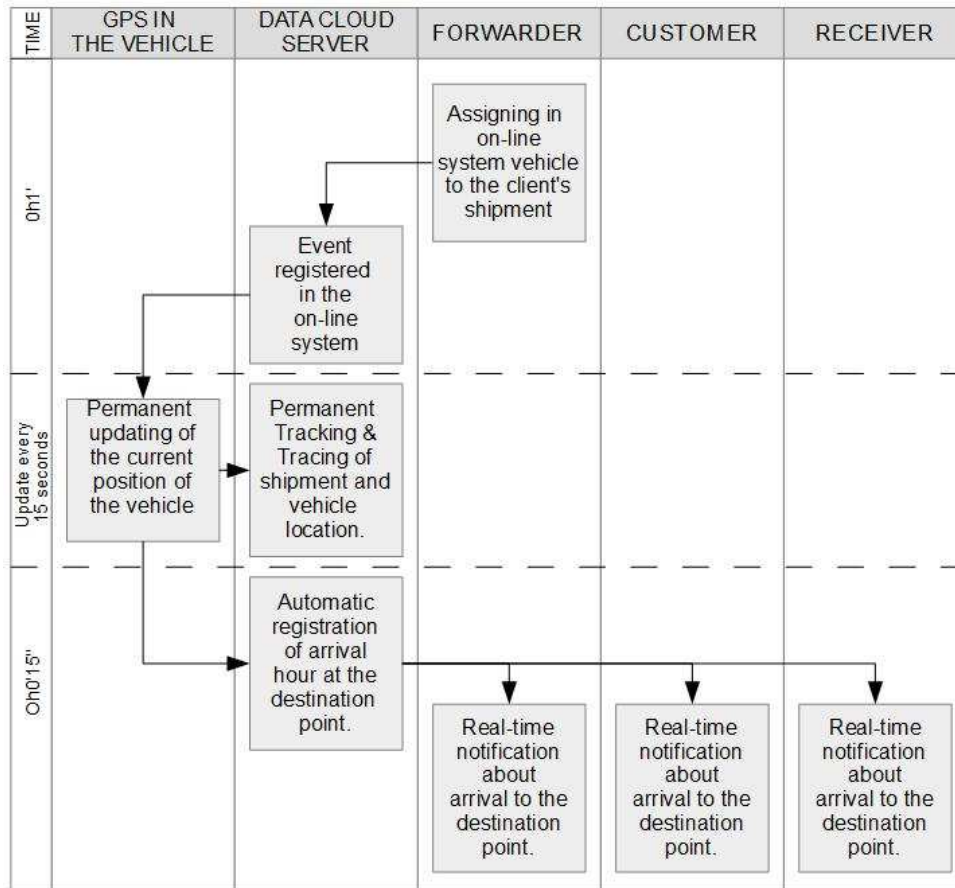 TIME
GPS IN
THE VEHICLE
DATA CLOUD
SERVER
FORWARDER
CUSTOMER
RECEIVER
0h1'
Assigning in
on-line
system vehicle
to the client's
shipment
Event
registered
in the
on-line
system
Update every
15 seconds
Permanent
updating of
the current
position of
the vehicle
Permanent
Tracking &
Tracing of
shipment and
vehicle
location.
Oh0'15"
Automatic
registration
of arrival
hour at the
destination
point.
Real-time
notification
about
arrival to the
destination
point.
Real-time
notification
about
arrival to the
destination
point.
Real-time
notification
about
arrival to the
destination
point.